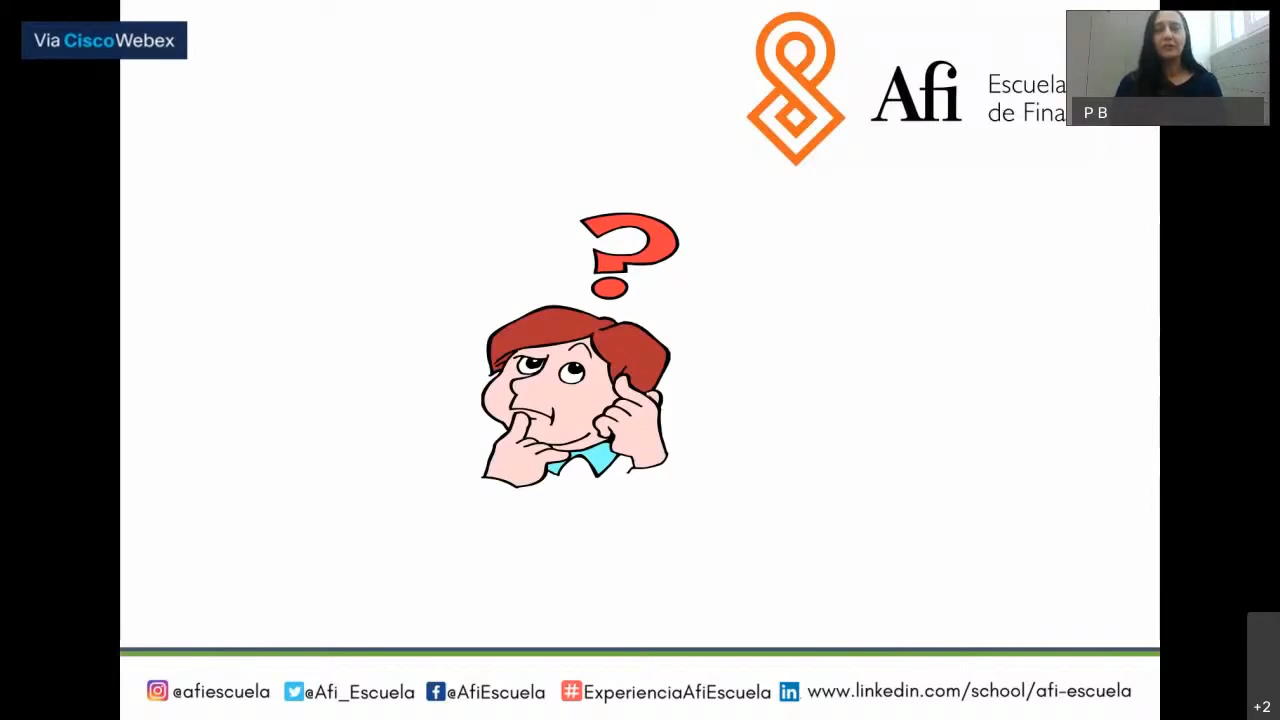 Via CiscoWebex
Afi
Escuela
de Fina
P B
@afiescuela
@Afi_Escuela
@AfiEscuela
#ExperienciaAfiEscuela
www.linkedin.com/school/afi-escuela
+2